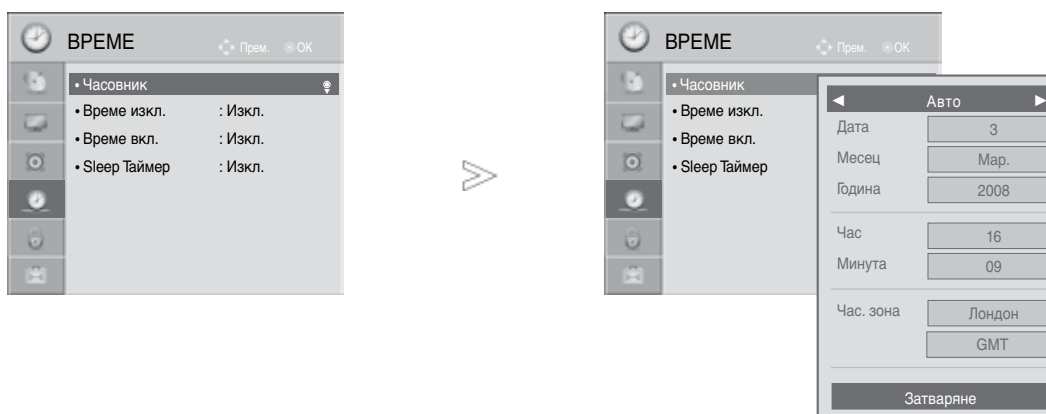 ВРЕМЕ Прем. OK
• Часовник
• Време изкл. : Изкл.
• Време вкл. : Изкл.
• Sleep Таймер : Изкл.
ВРЕМЕ Прем. OK
• Часовник
• Време изкл.
• Време вкл.
• Sleep Таймер
◀ Авто ▶
Дата 3
Месец Мар.
Година 2008
Час 16
Минута 09
Час. зона Лондон
GMT
Затваряне